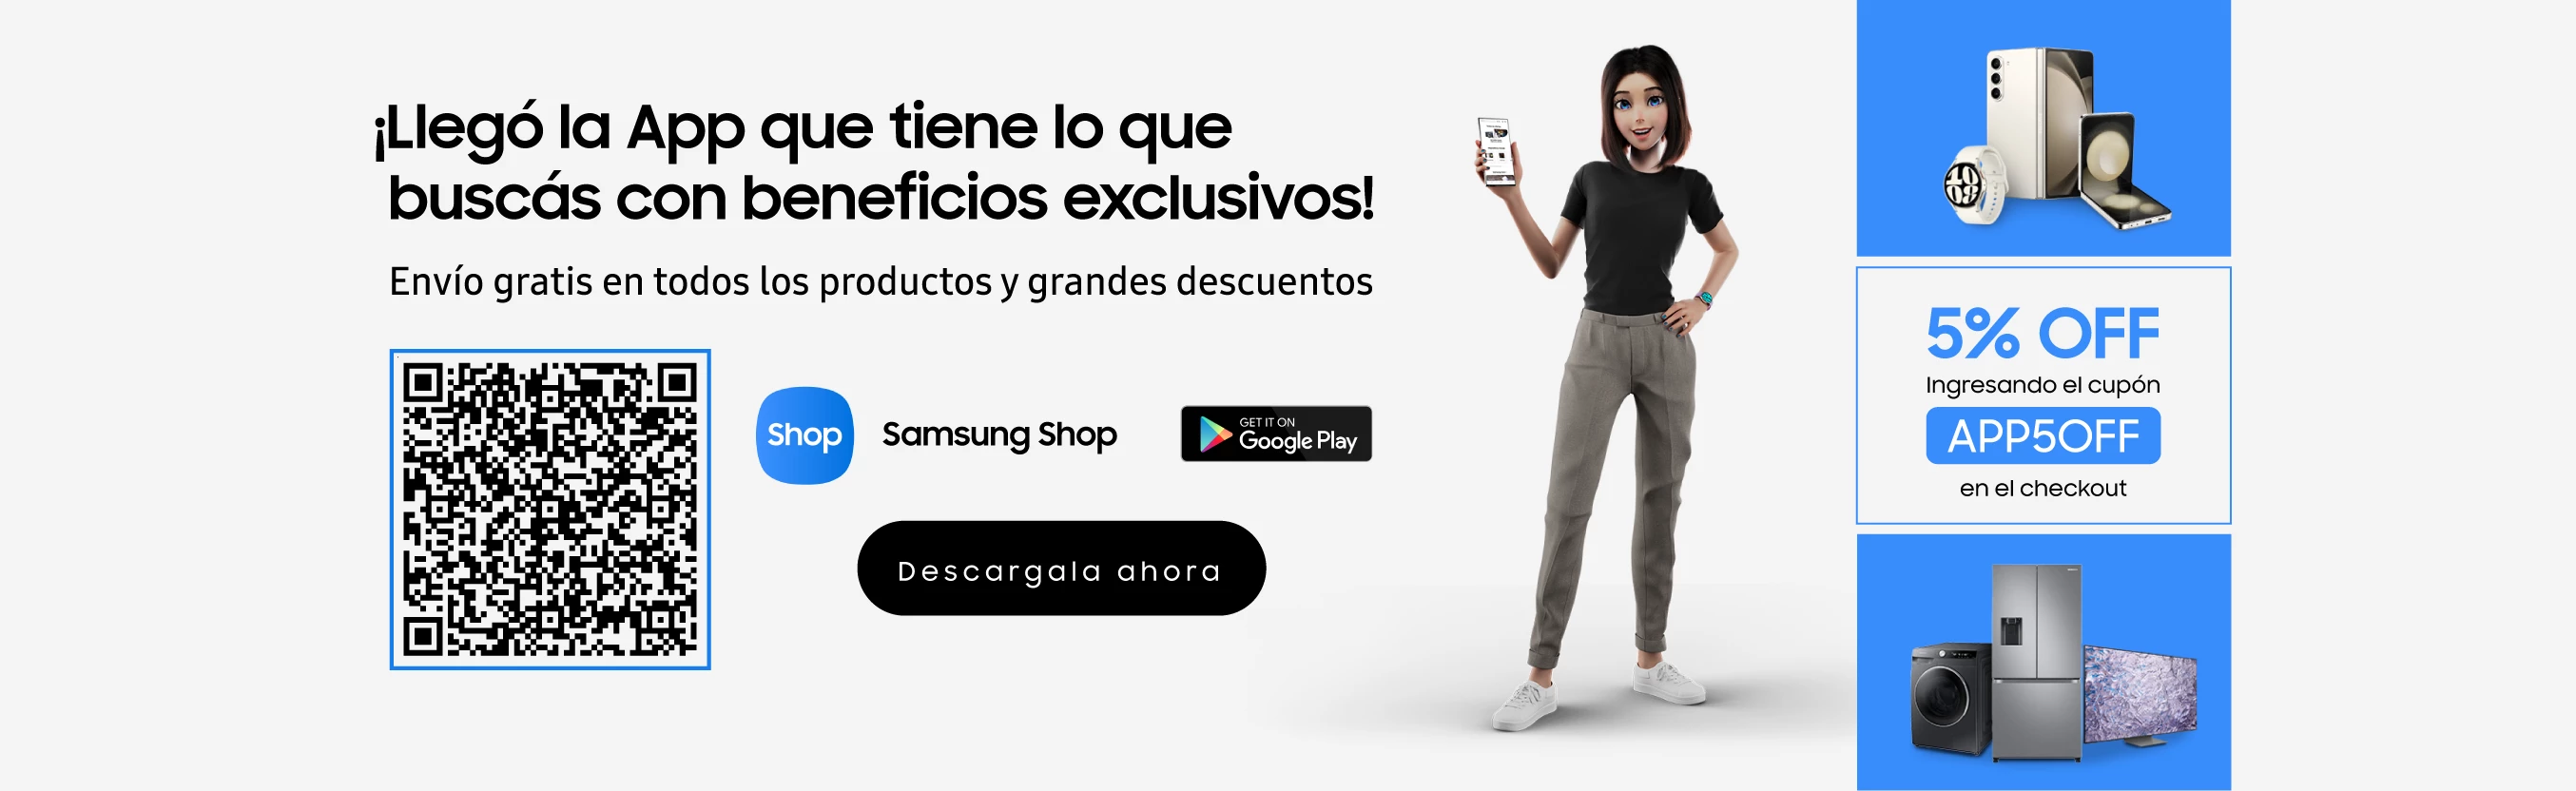 ¡Llegó la App que tiene lo que
buscás con beneficios exclusivos!
Envío gratis en todos los productos y grandes descuentos
Shop
Samsung Shop
GET IT ON
Google Play
Descargala ahora
10
08
5% OFF
Ingresando el cupón
APP5OFF
en el checkout